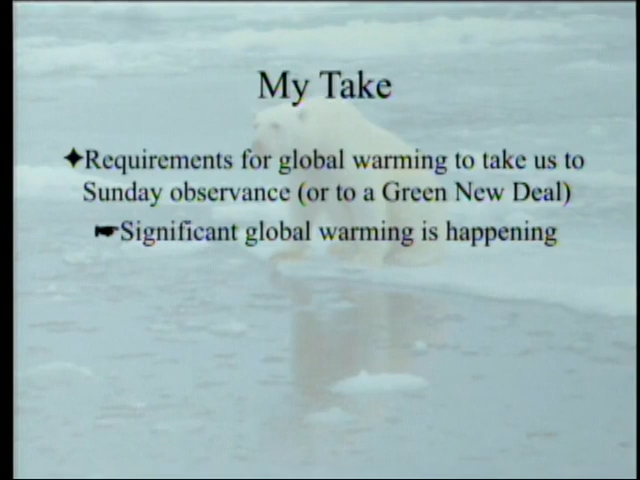 My Take
Requirements for global warming to take us to
Sunday observance (or to a Green New Deal)
Significant global warming is happening